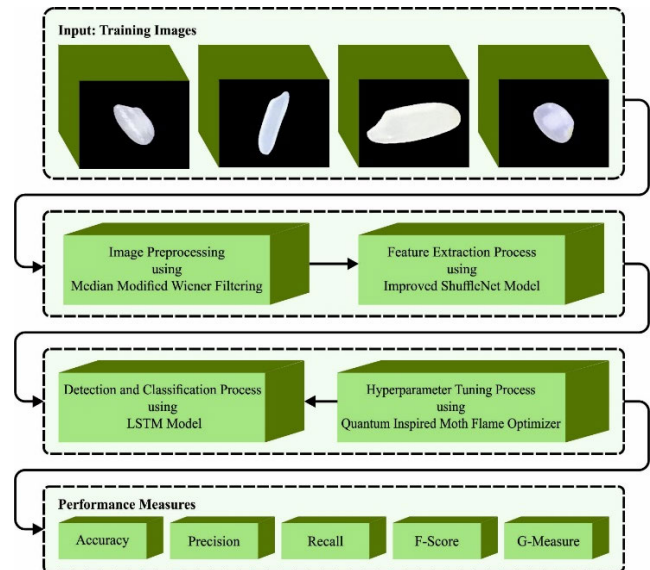 Input: Training Images
Image Preprocessing
using
Median Modified Wiener Filtering
Feature Extraction Process
using
Improved ShuffleNet Model
Detection and Classification Process
using
LSTM Model
Hyperparameter Tuning Process
using
Quantum Inspired Moth Flame Optimizer
Performance Measures
Accuracy
Precision
Recall
F-Score
G-Measure